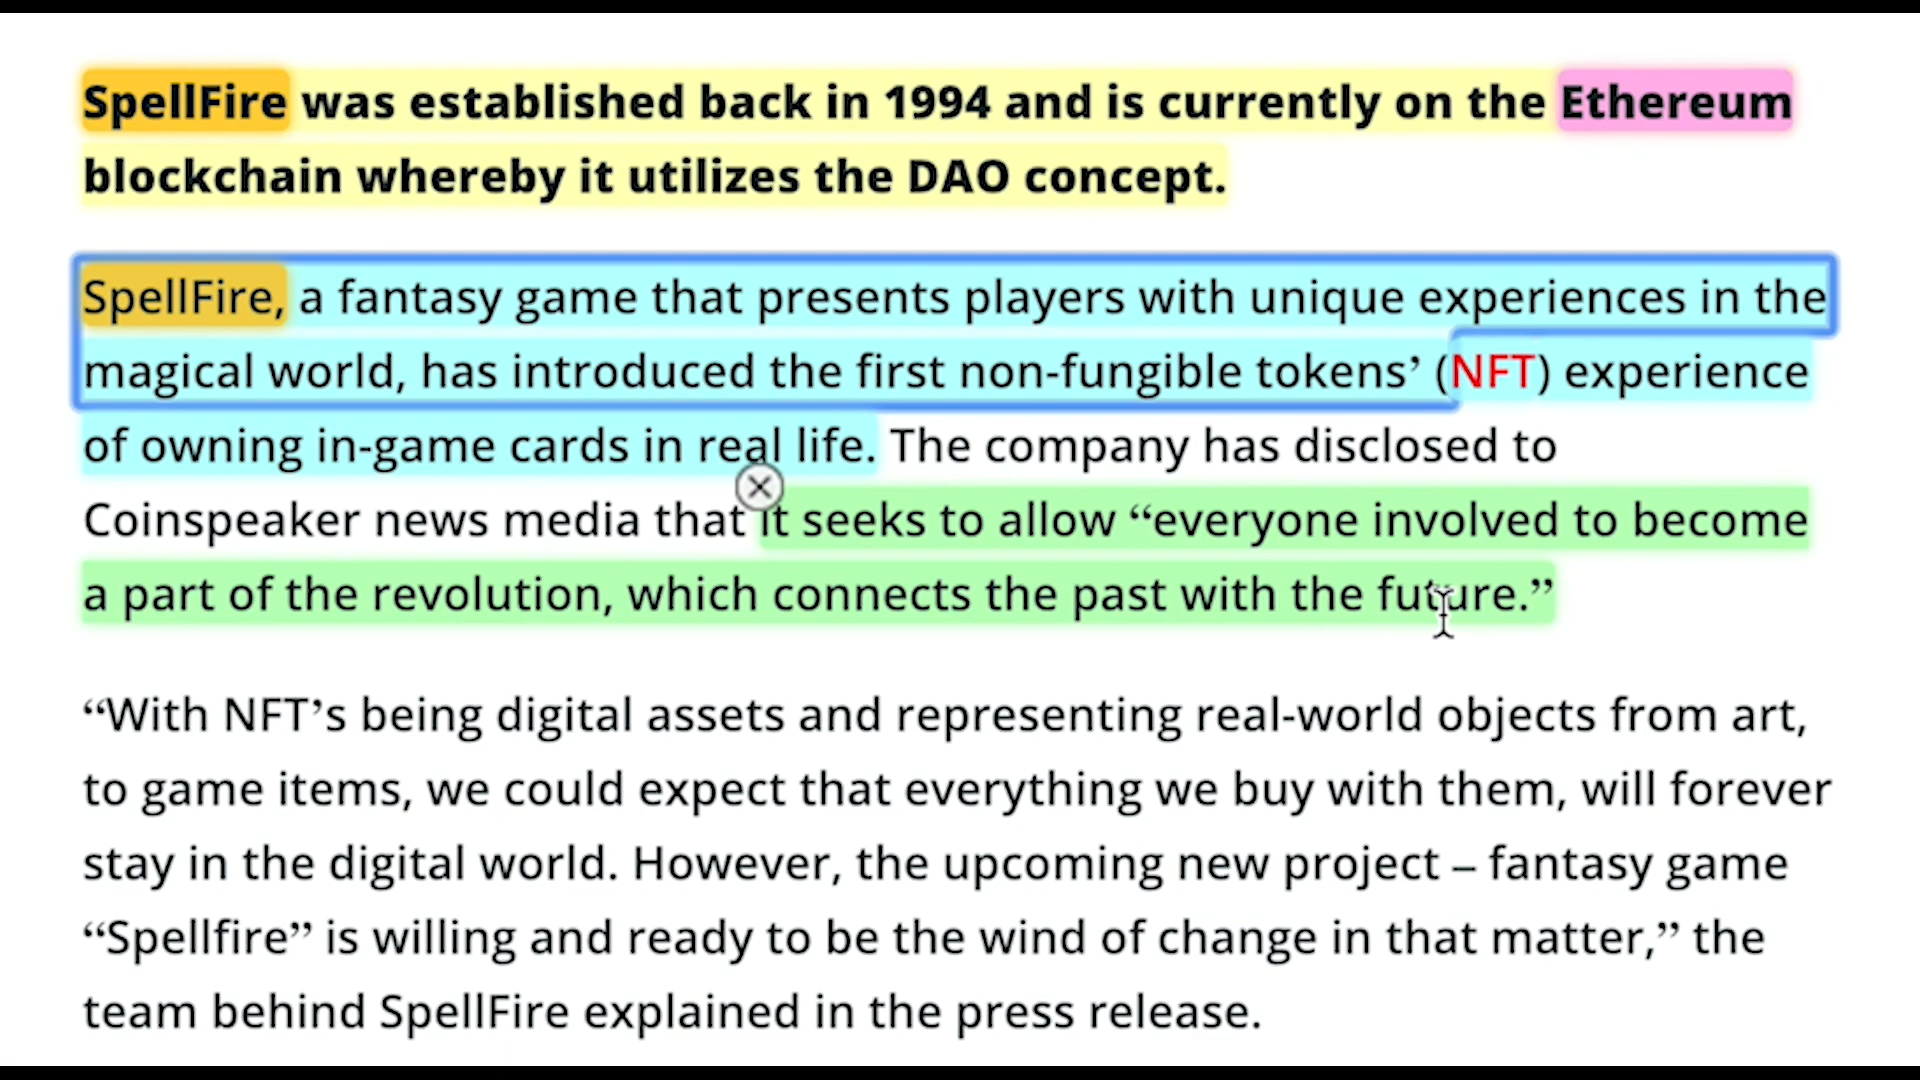 SpellFire was established back in 1994 and is currently on the Ethereum
blockchain whereby it utilizes the DAO concept.
SpellFire, a fantasy game that presents players with unique experiences in the
magical world, has introduced the first non-fungible tokens’ (NFT) experience
of owning in-game cards in real life. The company has disclosed to
Coinspeaker news media that it seeks to allow “everyone involved to become
a part of the revolution, which connects the past with the future.”
“With NFT’s being digital assets and representing real-world objects from art,
to game items, we could expect that everything we buy with them, will forever
stay in the digital world. However, the upcoming new project – fantasy game
“Spellfire” is willing and ready to be the wind of change in that matter,” the
team behind SpellFire explained in the press release.